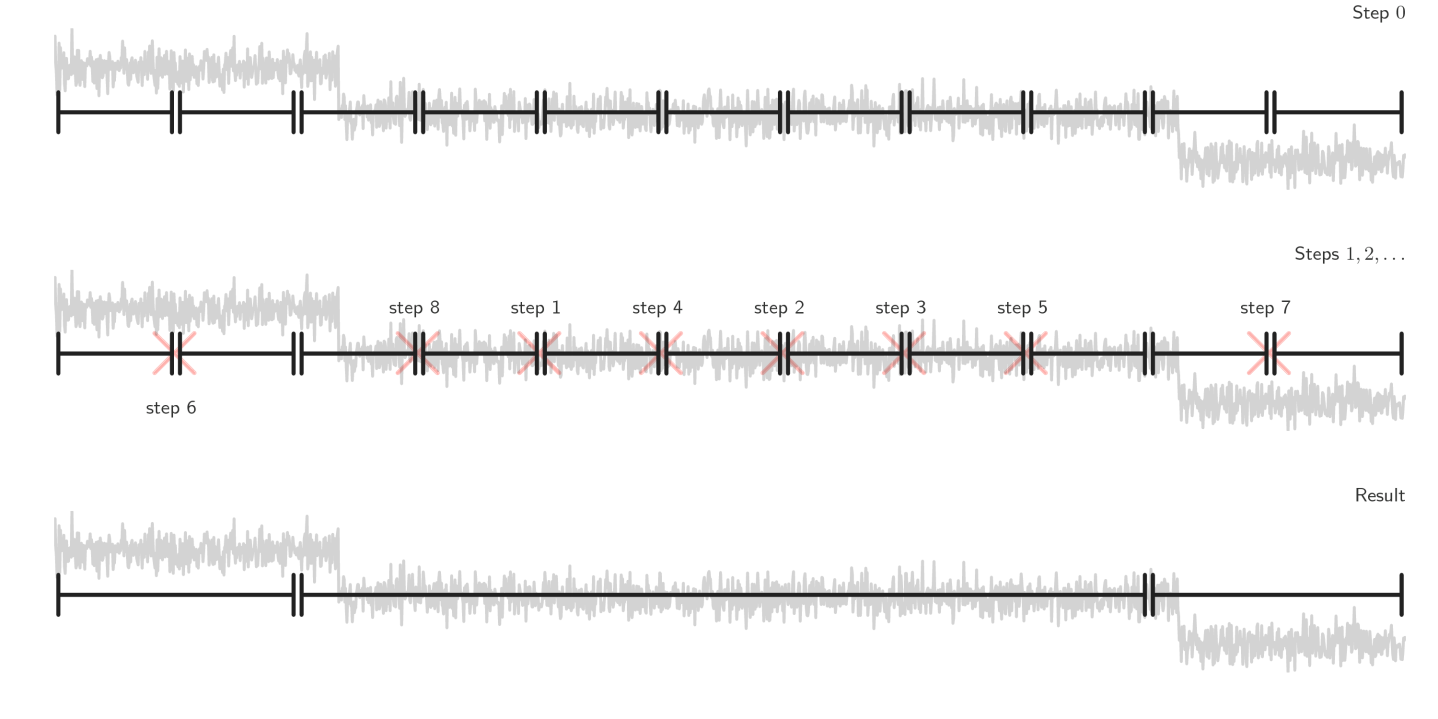 Step 0
Steps 1, 2, . . .
step 8 step 1 step 4 step 2 step 3 step 5 step 7
step 6
Result